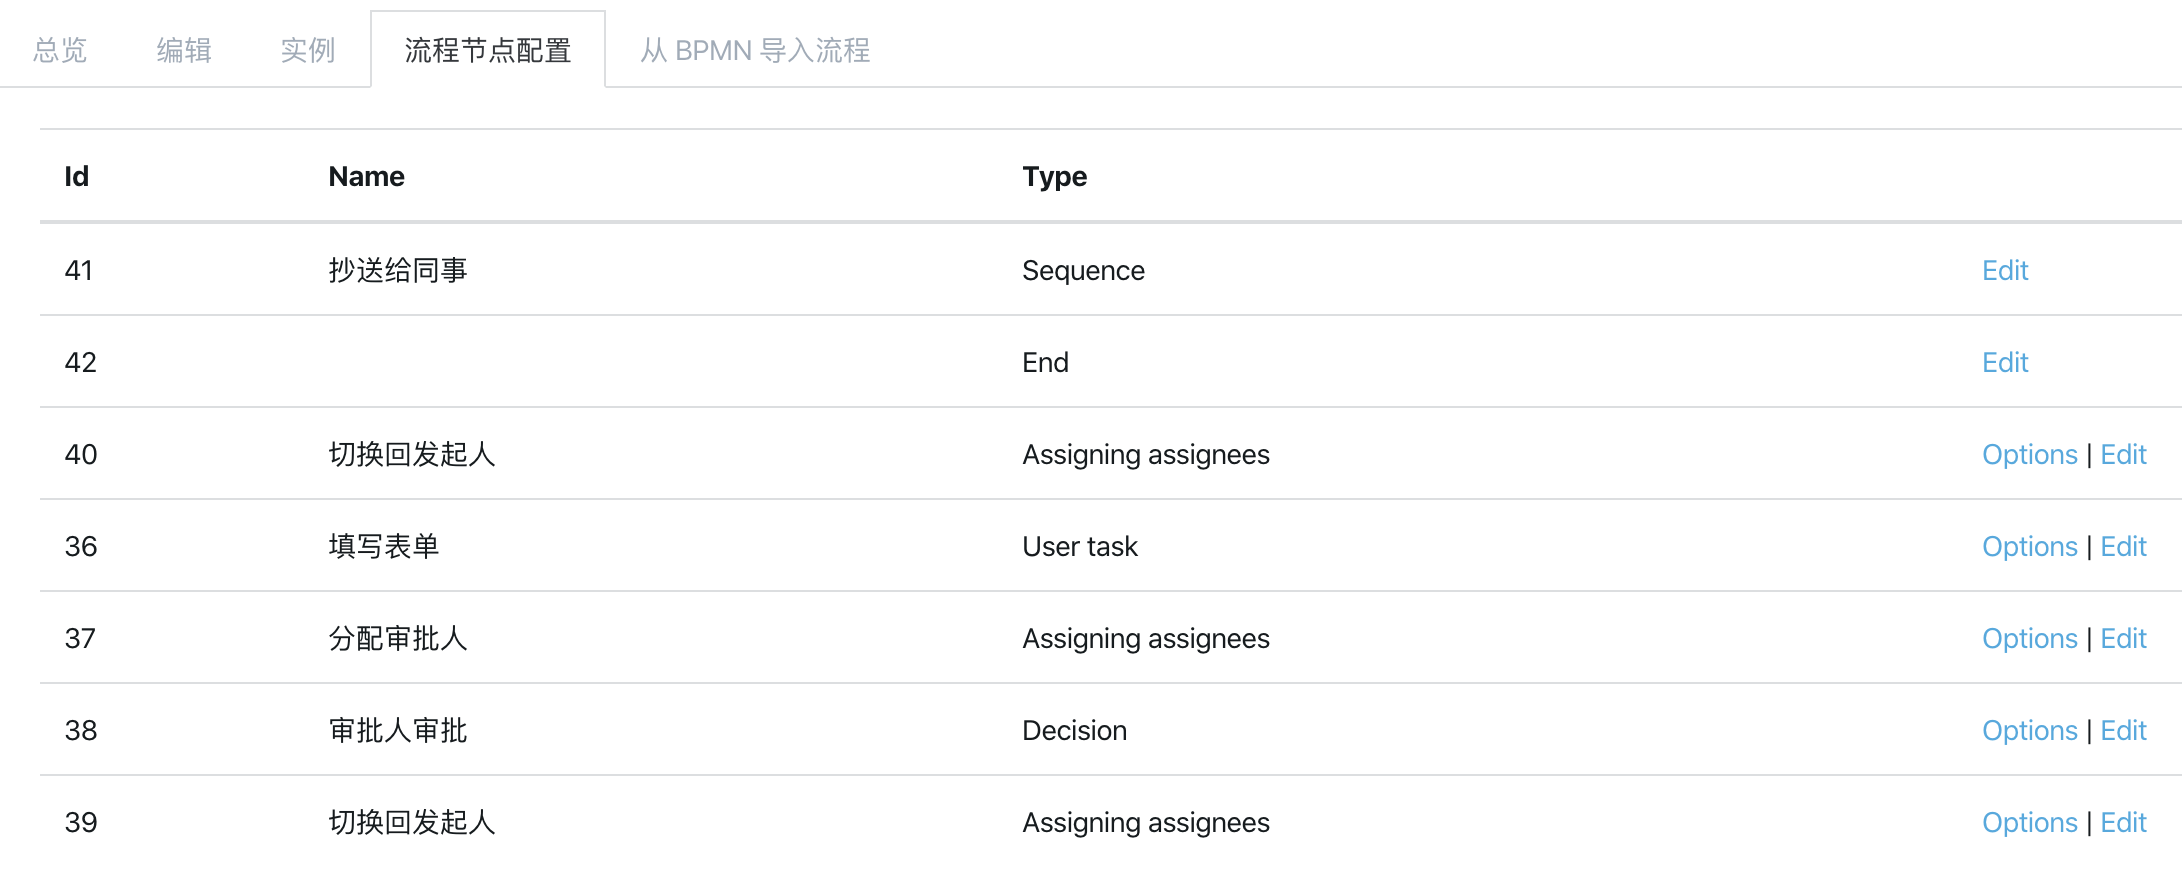 总览 编辑 实例 流程节点配置 从 BPMN 导入流程
Id Name Type
41 抄送给同事 Sequence Edit
42 End Edit
40 切换回发起人 Assigning assignees Options | Edit
36 填写表单 User task Options | Edit
37 分配审批人 Assigning assignees Options | Edit
38 审批人审批 Decision Options | Edit
39 切换回发起人 Assigning assignees Options | Edit